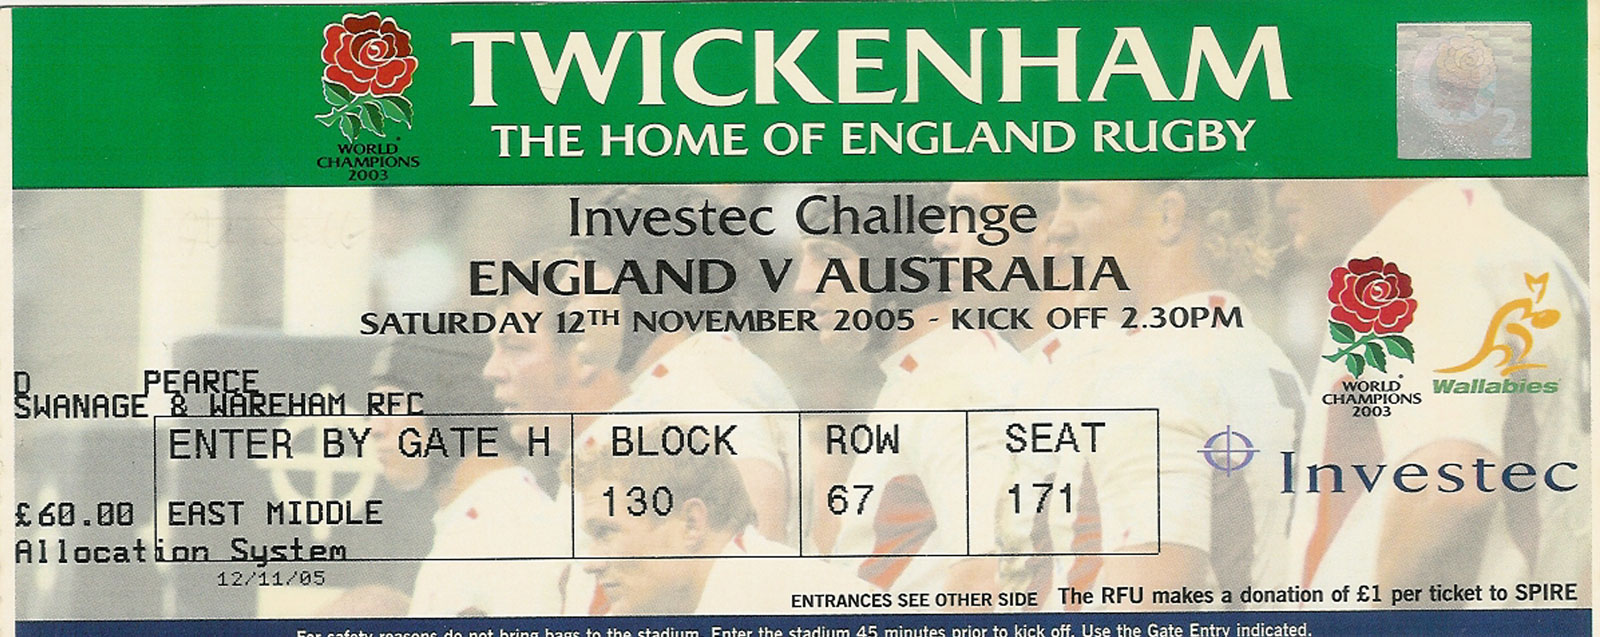 TWICKENHAM
THE HOME OF ENGLAND RUGBY
WORLD
CHAMPIONS
2003
Investec Challenge
ENGLAND V AUSTRALIA
SATURDAY 12TH NOVEMBER 2005 - KICK OFF 2.30PM
WORLD
CHAMPIONS
2003
Wallabies
D PEARCE
SWANAGE & WAREHAM RFC
ENTER BY GATE H BLOCK ROW SEAT
Investec
£60.00 EAST MIDDLE 130 67 171
Allocation System
12/11/05
ENTRANCES SEE OTHER SIDE The RFU makes a donation of £1 per ticket to SPIRE
For safety reasons do not bring bags to the stadium. Enter the stadium 45 minutes prior to kick off. Use the Gate Entry indicated.